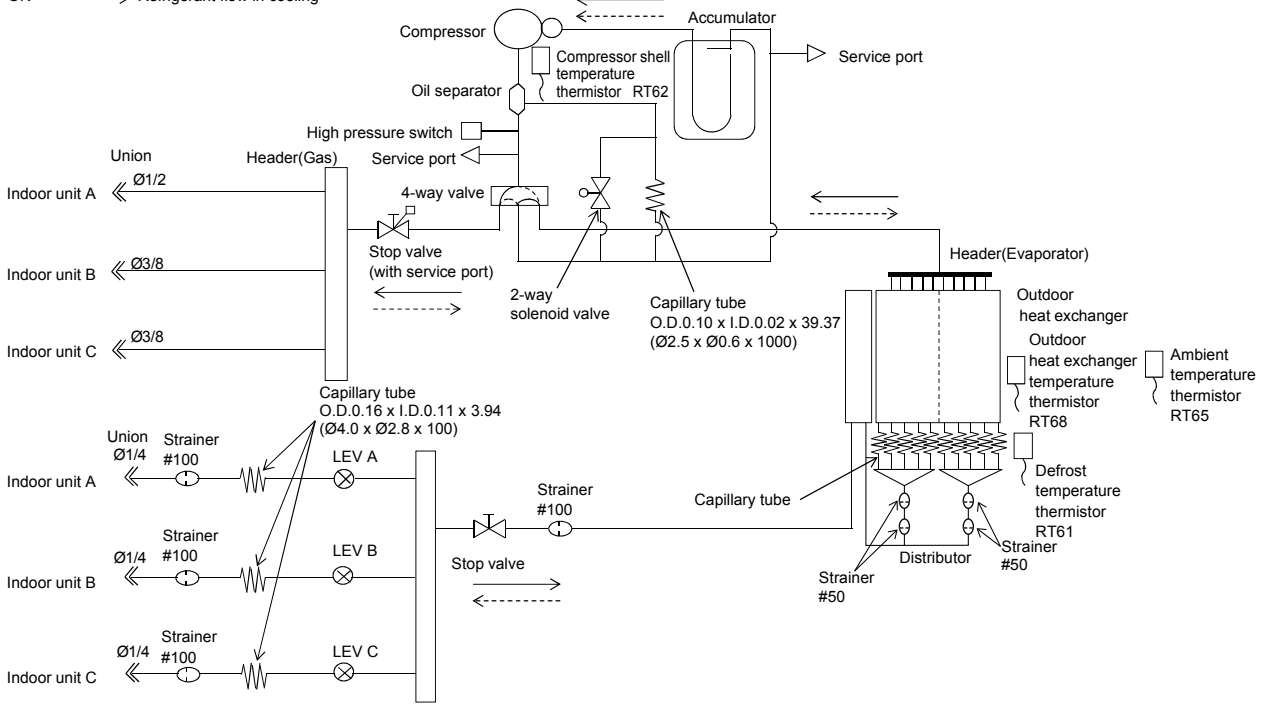 Refrigerant flow in cooling
Accumulator
Compressor
Service port
Compressor shell
temperature
thermistor RT62
Oil separator
High pressure switch
Service port
Union
Header(Gas)
Ø1/2
Indoor unit A
4-way valve
Stop valve
(with service port)
Header(Evaporator)
Ø3/8
Indoor unit B
2-way
solenoid valve
Capillary tube
O.D.0.10 x I.D.0.02 x 39.37
(Ø2.5 x Ø0.6 x 1000)
Outdoor
heat exchanger
Outdoor
heat exchanger
temperature
thermistor
RT68
Ambient
temperature
thermistor
RT65
Ø3/8
Indoor unit C
Capillary tube
O.D.0.16 x I.D.0.11 x 3.94
(Ø4.0 x Ø2.8 x 100)
Union
Ø1/4
Strainer
#100
LEV A
Indoor unit A
Strainer
#100
Capillary tube
Defrost
temperature
thermistor
RT61
Strainer
#100
LEV B
Ø1/4
Indoor unit B
Stop valve
Distributor
Strainer
#50
Strainer
#50
Strainer
#100
LEV C
Ø1/4
Indoor unit C